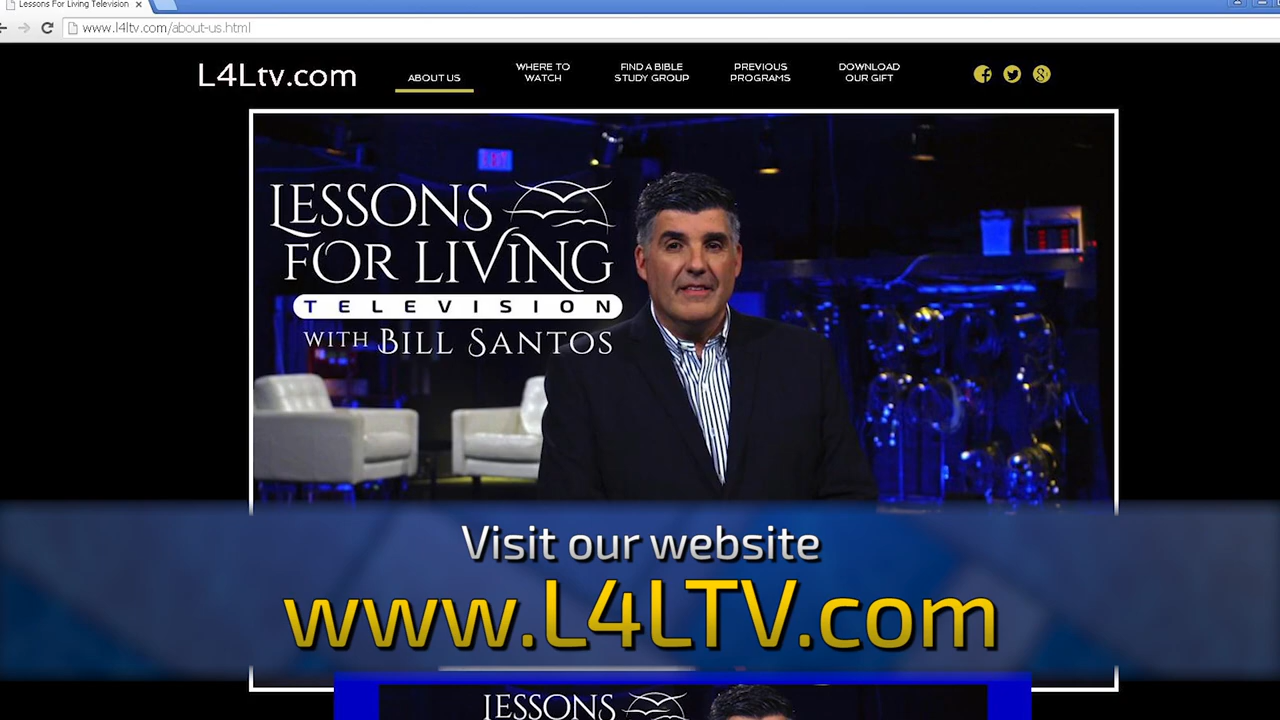 Lessons For Living Television
www.l4ltv.com/about-us.html
L4Ltv.com
ABOUT US
WHERE TO
WATCH
FIND A BIBLE
STUDY GROUP
PREVIOUS
PROGRAMS
DOWNLOAD
OUR GIFT
EXIT
LESSONS
FOR LIVING
TELEVISION
WITH BILL SANTOS
Visit our website
www.L4LTV.com
LESSONS